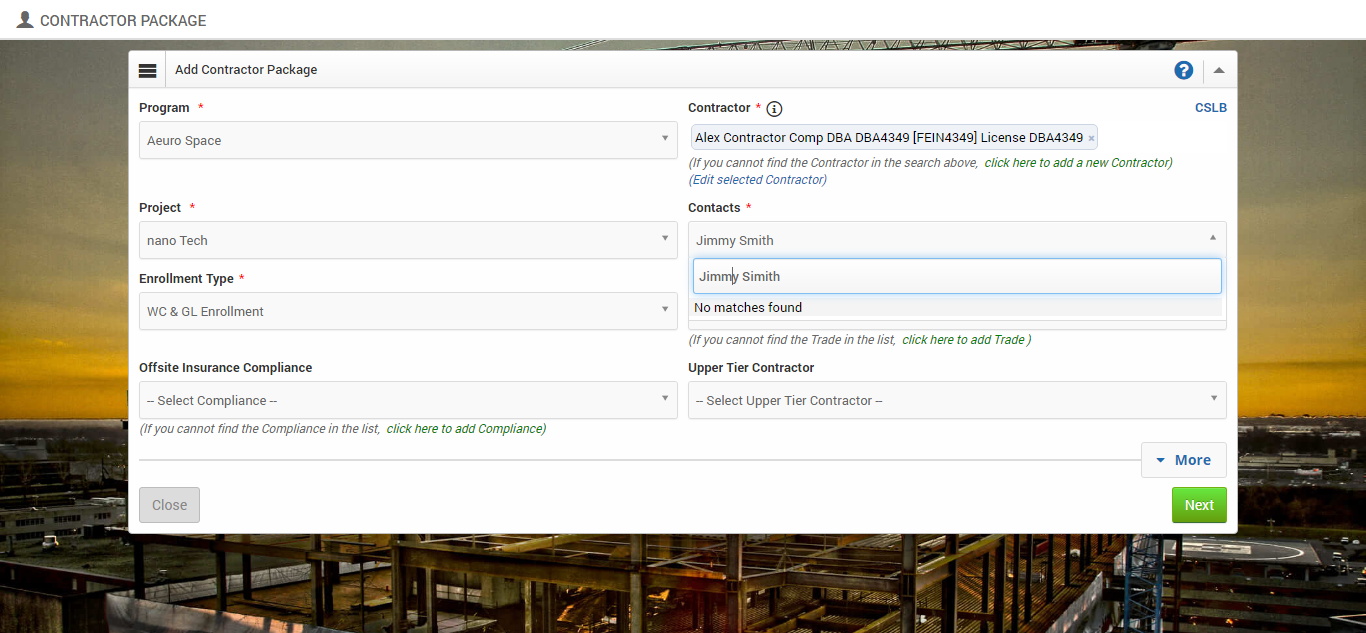 CONTRACTOR PACKAGE
Add Contractor Package
?
Program *
Aeuro Space
Contractor * i
CSLB
Alex Contractor Comp DBA DBA4349 [FEIN4349] License DBA4349 ×
(If you cannot find the Contractor in the search above, click here to add a new Contractor)
(Edit selected Contractor)
Project *
nano Tech
Contacts *
Jimmy Smith
Jimmy Simith
No matches found
Enrollment Type *
WC & GL Enrollment
(If you cannot find the Trade in the list, click here to add Trade )
Offsite Insurance Compliance
-- Select Compliance --
(If you cannot find the Compliance in the list, click here to add Compliance)
Upper Tier Contractor
-- Select Upper Tier Contractor --
More
Close
Next